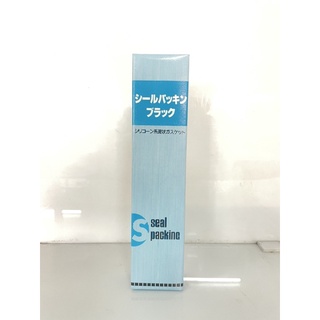 シールパッキン
ブラック
シリコーン系液状ガスケット
seal
packing